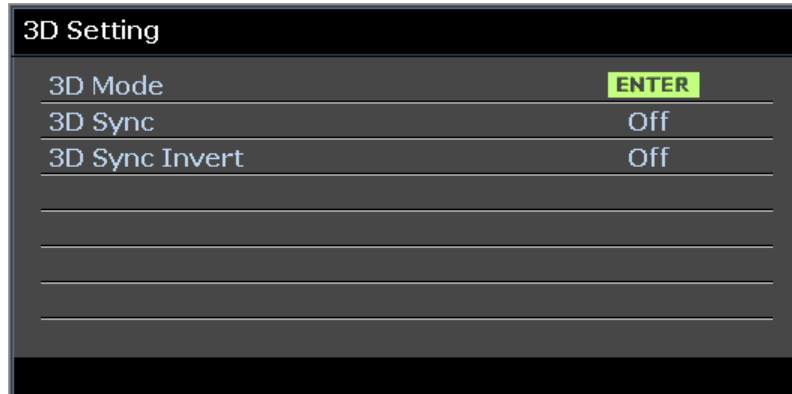 3D Setting
3D Mode ENTER
3D Sync Off
3D Sync Invert Off